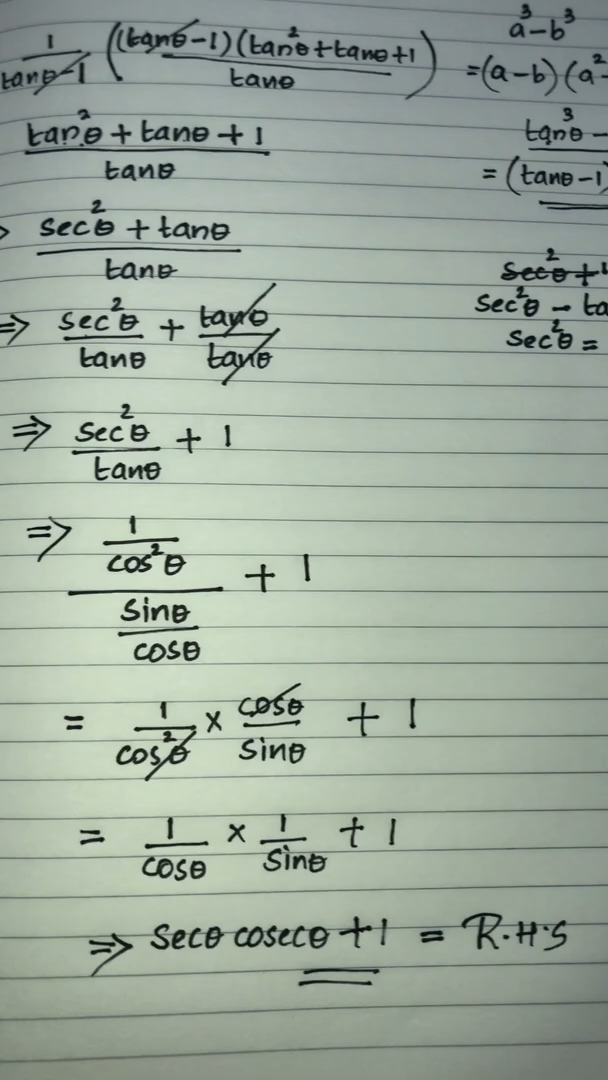 1/(tanθ-1) ((tanθ-1)(tan²θ+tanθ+1)/tanθ)
(tan²θ + tanθ + 1)/tanθ
(sec²θ + tanθ)/tanθ
⇒ sec²θ/tanθ + tanθ/tanθ
⇒ sec²θ/tanθ + 1
⇒ (1/cos²θ)/(sinθ/cosθ) + 1
= 1/cos²θ × cosθ/sinθ + 1
= 1/cosθ × 1/sinθ + 1
⇒ secθ cosecθ + 1 = R.H.S
a³-b³
=(a-b)(a²
tan³θ -
= (tanθ-1)
sec²θ+1
sec²θ - ta
sec²θ =